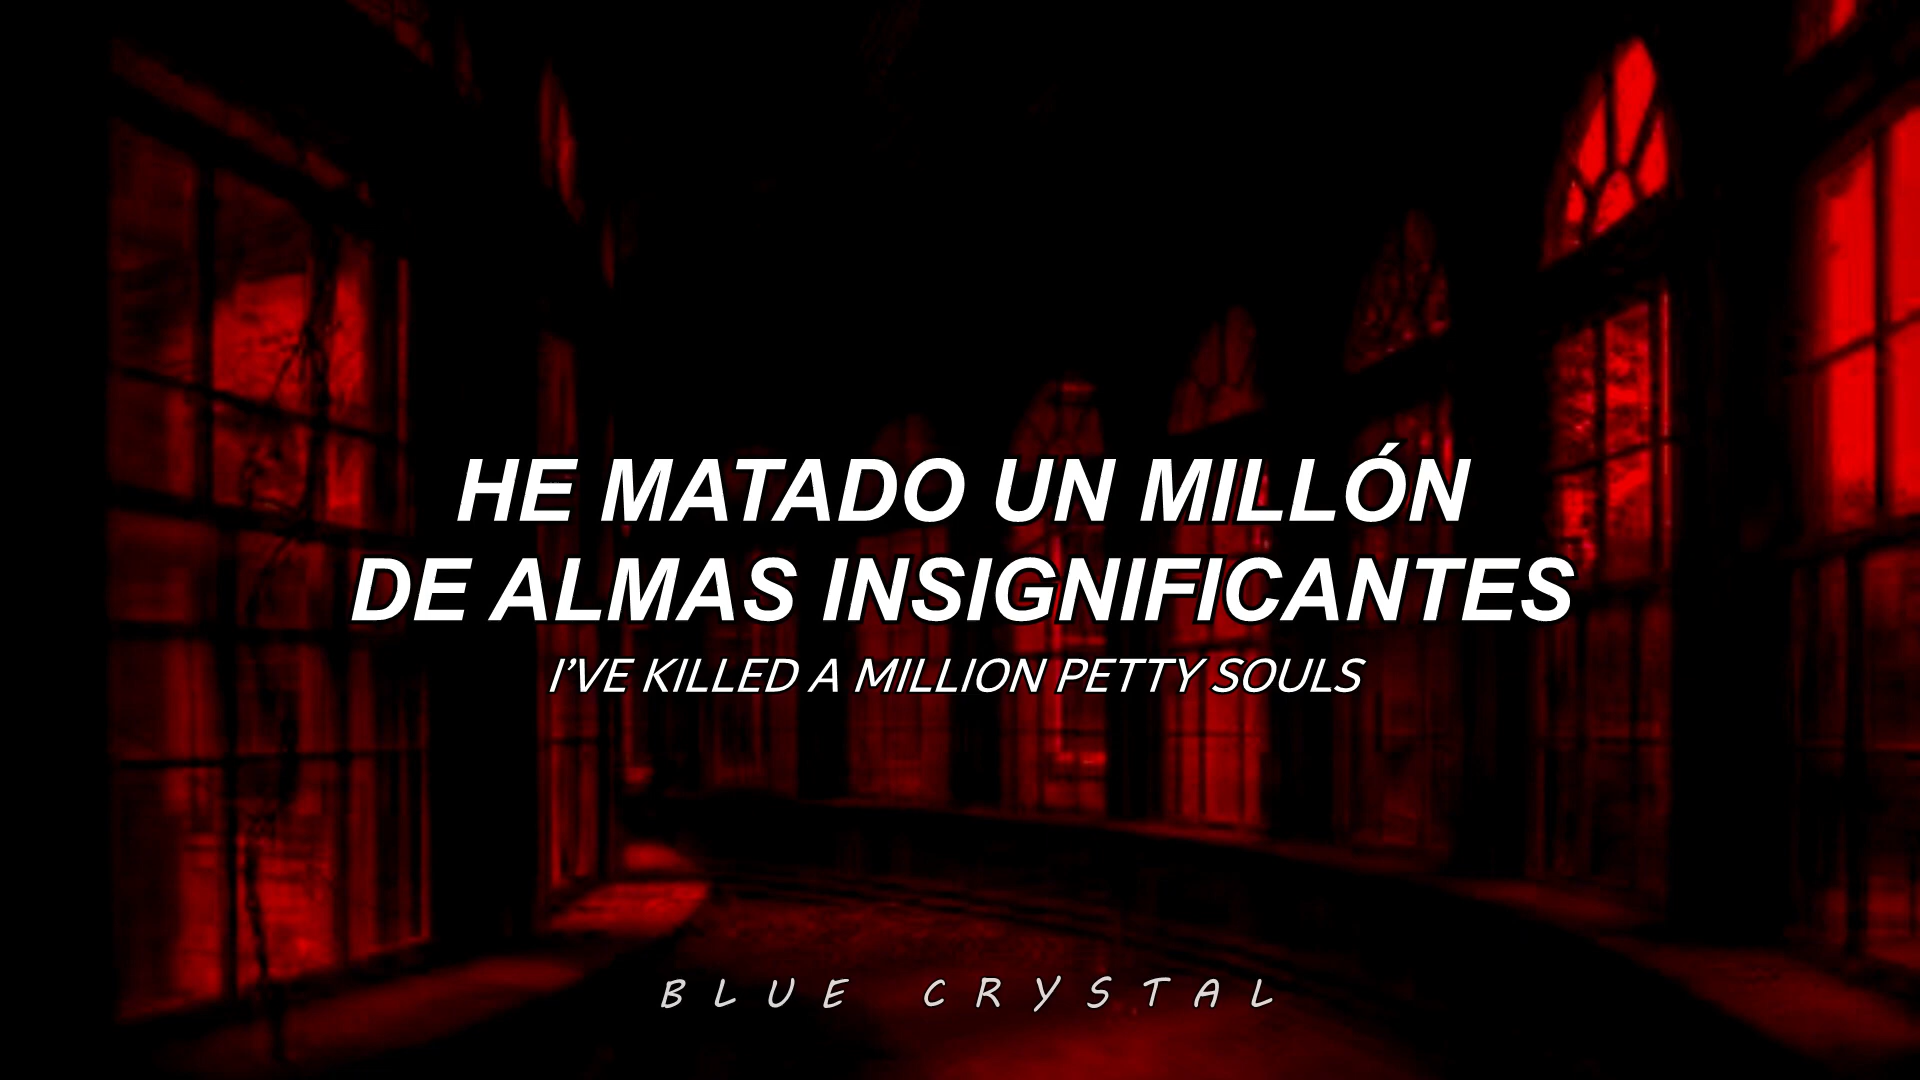 HE MATADO UN MILLÓN
DE ALMAS INSIGNIFICANTES
I'VE KILLED A MILLION PETTY SOULS
BLUE CRYSTAL